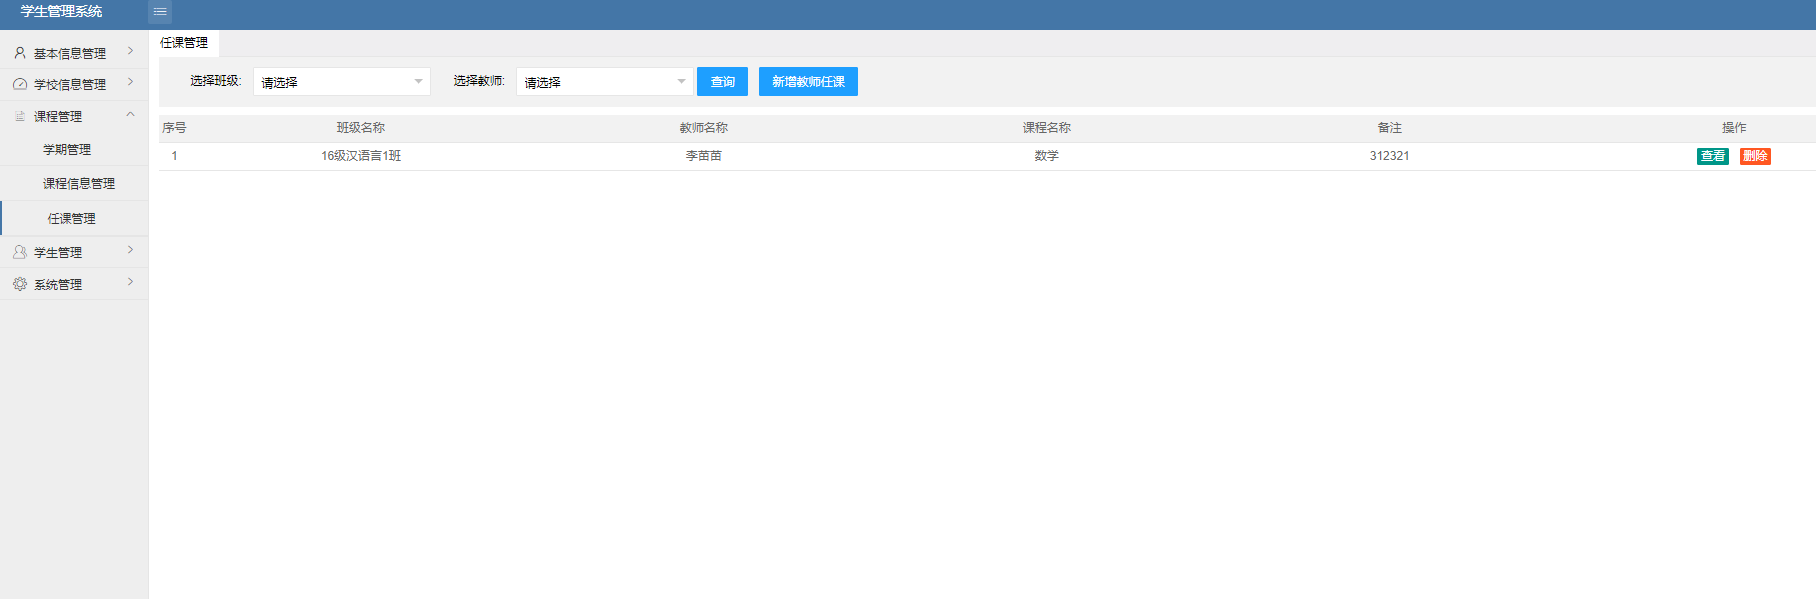 学生管理系统
基本信息管理
学校信息管理
课程管理
学期管理
课程信息管理
任课管理
学生管理
系统管理
任课管理
选择班级: 请选择 选择教师: 请选择 查询 新增教师任课
序号 班级名称 教师名称 课程名称 备注 操作
1 16级汉语言1班 李苗苗 数学 312321 查看 删除